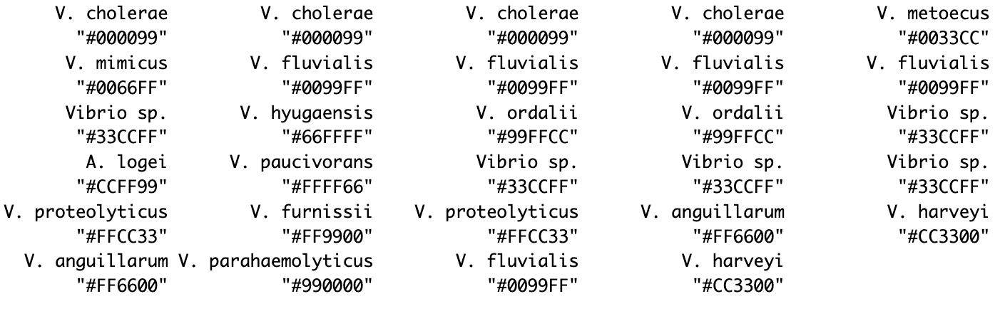 V. cholerae V. cholerae V. cholerae V. cholerae V. metoecus
"#000099" "#000099" "#000099" "#000099" "#0033CC"
V. mimicus V. fluvialis V. fluvialis V. fluvialis V. fluvialis
"#0066FF" "#0099FF" "#0099FF" "#0099FF" "#0099FF"
Vibrio sp. V. hyugaensis V. ordalii V. ordalii Vibrio sp.
"#33CCFF" "#66FFFF" "#99FFCC" "#99FFCC" "#33CCFF"
A. logei V. paucivorans Vibrio sp. Vibrio sp. Vibrio sp.
"#CCFF99" "#FFFF66" "#33CCFF" "#33CCFF" "#33CCFF"
V. proteolyticus V. furnissii V. proteolyticus V. anguillarum V. harveyi
"#FFCC33" "#FF9900" "#FFCC33" "#FF6600" "#CC3300"
V. anguillarum V. parahaemolyticus V. fluvialis V. harveyi
"#FF6600" "#990000" "#0099FF" "#CC3300"